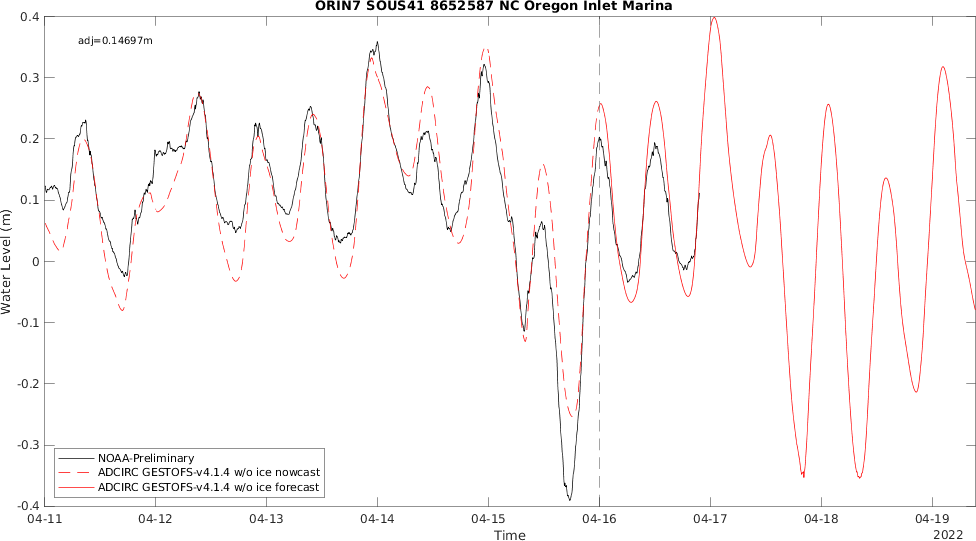 ORIN7 SOUS41 8652587 NC Oregon Inlet Marina
adj=0.14697m
0.4
0.3
0.2
0.1
0
-0.1
-0.2
-0.3
-0.4
Water Level (m)
NOAA-Preliminary
ADCIRC GESTOFS-v4.1.4 w/o ice nowcast
ADCIRC GESTOFS-v4.1.4 w/o ice forecast
04-11 04-12 04-13 04-14 04-15 04-16 04-17 04-18 04-19
Time
2022